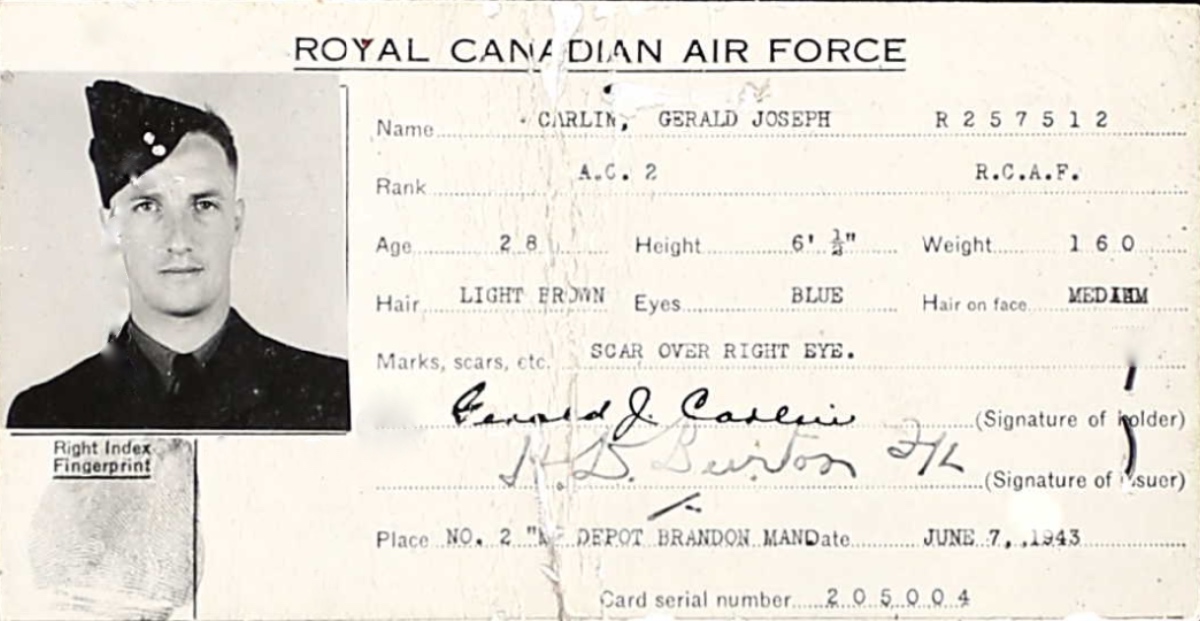 ROYAL CANADIAN AIR FORCE
Name CARLIN, GERALD JOSEPH R 2 5 7 5 1 2
Rank A.C. 2 R.C.A.F.
Age 2 8 Height 6' ½" Weight 1 6 0
Hair LIGHT BROWN Eyes BLUE Hair on face MEDIUM
Marks, scars, etc. SCAR OVER RIGHT EYE.
Gerald J. Carlin (Signature of holder)
Right Index
Fingerprint
H.D. Burton F/L (Signature of issuer)
Place NO. 2 "M" DEPOT BRANDON MAN Date JUNE 7, 1943
Card serial number 2 0 5 0 0 4